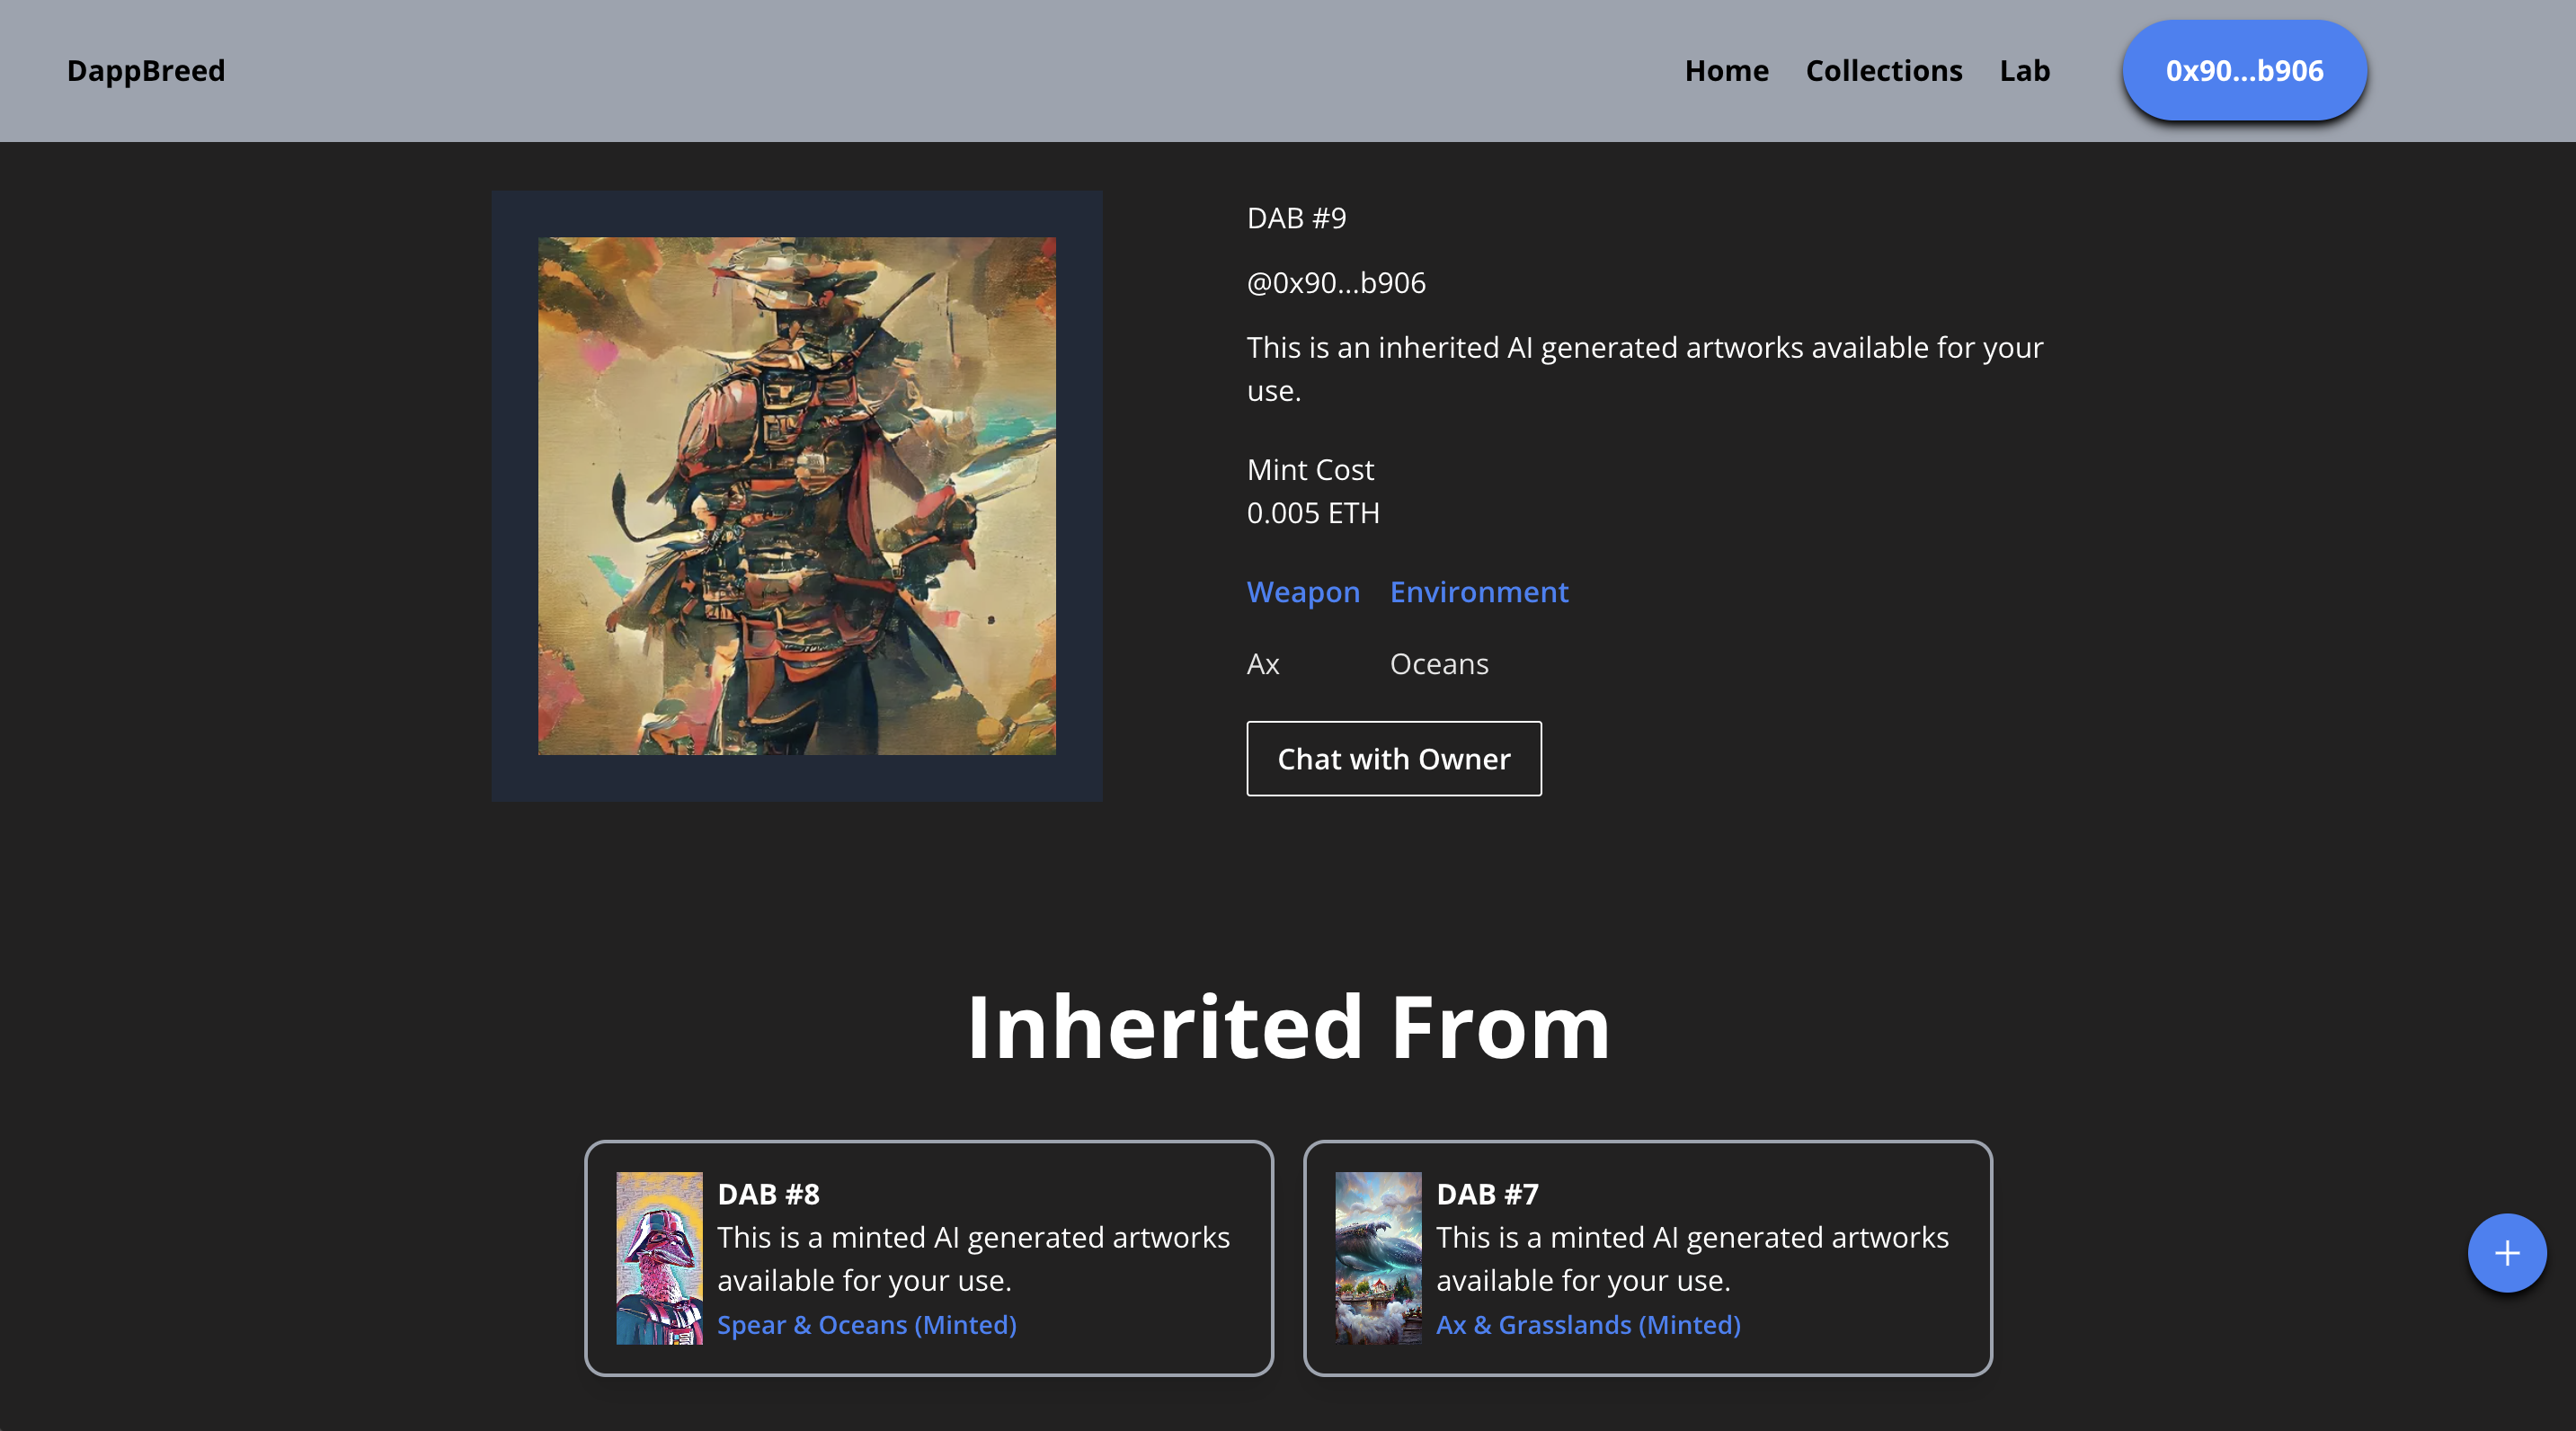 DappBreed
Home
Collections
Lab
0x90...b906
DAB #9
@0x90...b906
This is an inherited AI generated artworks available for your
use.
Mint Cost
0.005 ETH
Weapon Environment
Ax Oceans
Chat with Owner
Inherited From
DAB #8
This is a minted AI generated artworks
available for your use.
Spear & Oceans (Minted)
DAB #7
This is a minted AI generated artworks
available for your use.
Ax & Grasslands (Minted)